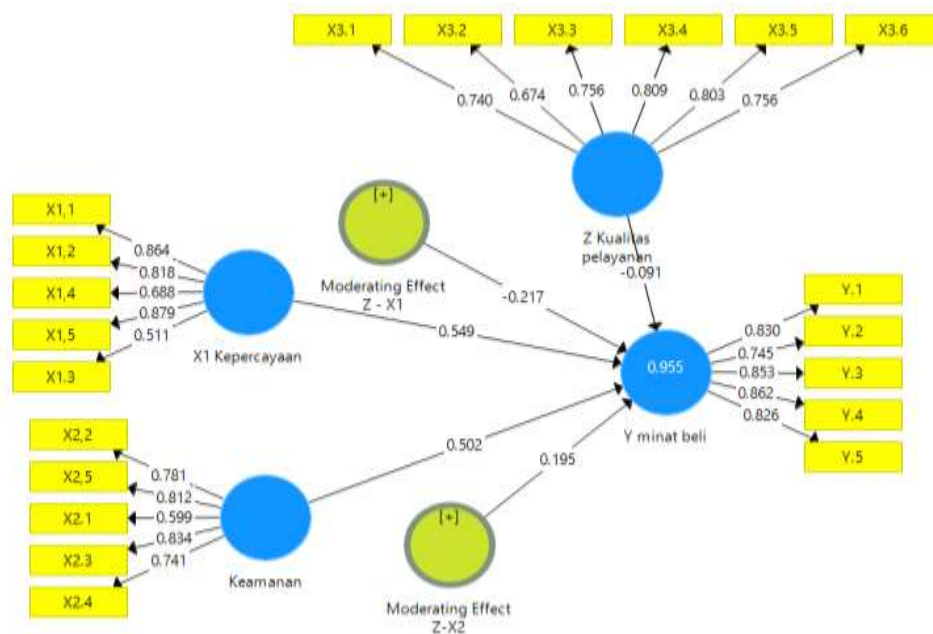 X3.1
X3.2
X3.3
X3.4
X3.5
X3.6
0.740
0.674
0.756
0.809
0.803
0.756
Z Kualitas
pelayanan
-0.091
[+]
Moderating Effect
Z - X1
-0.217
X1,1
X1,2
X1,4
X1,5
X1.3
0.864
0.818
0.688
0.879
0.511
X1 Kepercayaan
0.549
0.955
Y minat beli
0.830
0.745
0.853
0.862
0.826
Y.1
Y.2
Y.3
Y.4
Y.5
X2,2
X2,5
X2.1
X2.3
X2.4
0.781
0.812
0.599
0.834
0.741
Keamanan
0.502
0.195
[+]
Moderating Effect
Z-X2